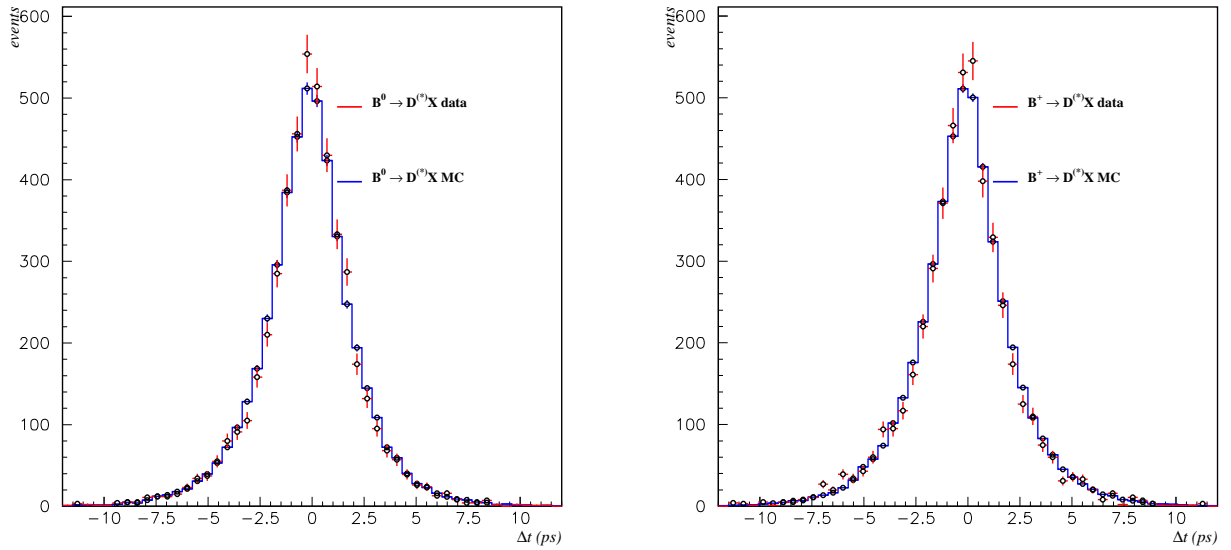 events
600
500
400
300
200
100
0
B⁰ → D⁽*⁾X data
B⁰ → D⁽*⁾X MC
−10 −7.5 −5 −2.5 0 2.5 5 7.5 10
Δt (ps)
events
600
500
400
300
200
100
0
B⁺ → D⁽*⁾X data
B⁺ → D⁽*⁾X MC
−10 −7.5 −5 −2.5 0 2.5 5 7.5 10
Δt (ps)